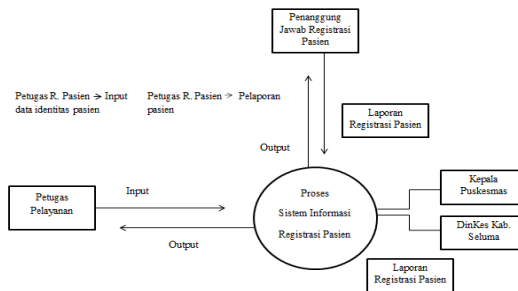 Penanggung
Jawab Registrasi
Pasien
Petugas R. Pasien → Input
data identitas pasien
Petugas R. Pasien → Pelaporan
pasien
Laporan
Registrasi Pasien
Output
Petugas
Pelayanan
Input
Output
Proses
Sistem Informasi
Registrasi Pasien
Kepala
Puskesmas
DinKes Kab.
Seluma
Laporan
Registrasi Pasien